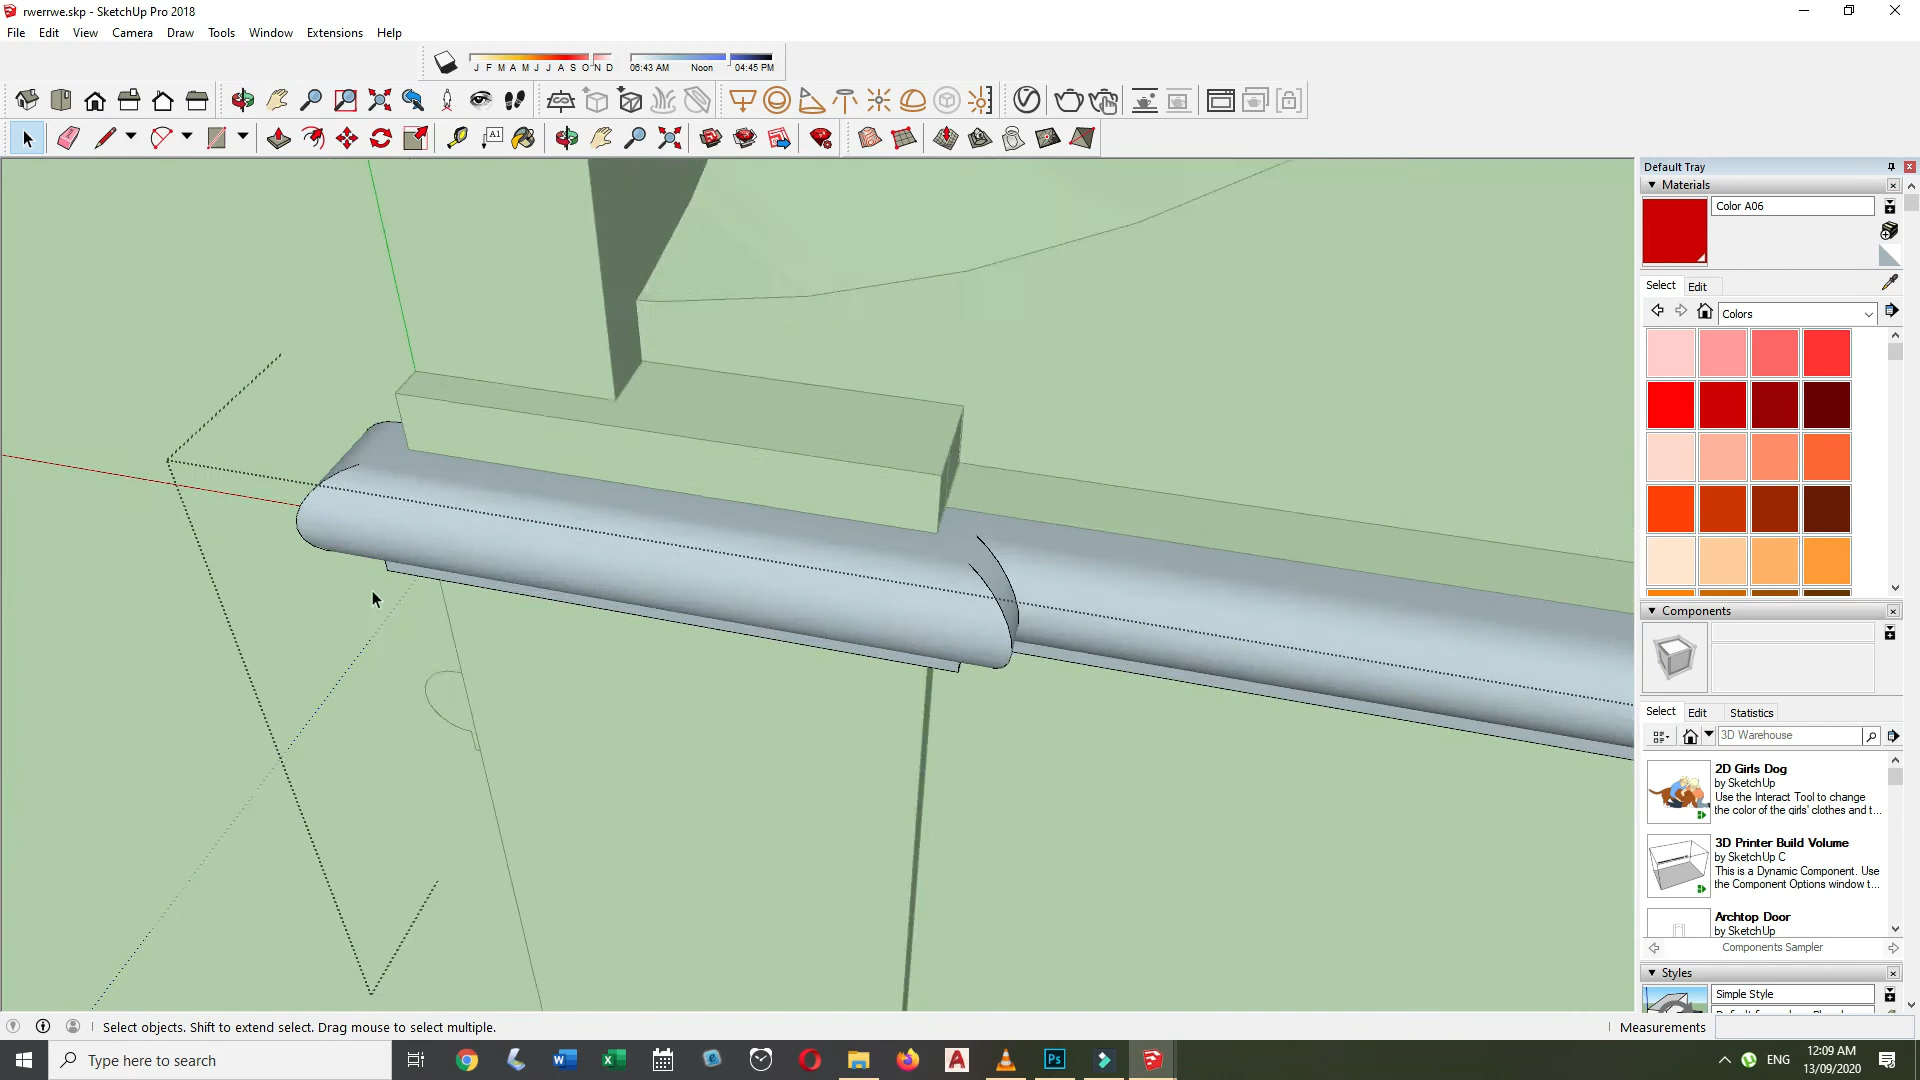 rwerrwe.skp - SketchUp Pro 2018
File Edit View Camera Draw Tools Window Extensions Help
J F M A M J J A S O N D 06:43 AM Noon 04:45 PM
A1
Default Tray
Materials
Color A06
Select Edit
Colors
Components
Select Edit Statistics
3D Warehouse
2D Girls Dog
by SketchUp
Use the Interact Tool to change
the color of the girls' clothes and t...
3D Printer Build Volume
by SketchUp C
This is a Dynamic Component. Use
the Component Options window t...
Archtop Door
by SketchUp
Components Sampler
Styles
Simple Style
Select objects. Shift to extend select. Drag mouse to select multiple.
Measurements
Type here to search
Ps
ENG
12:09 AM
13/09/2020